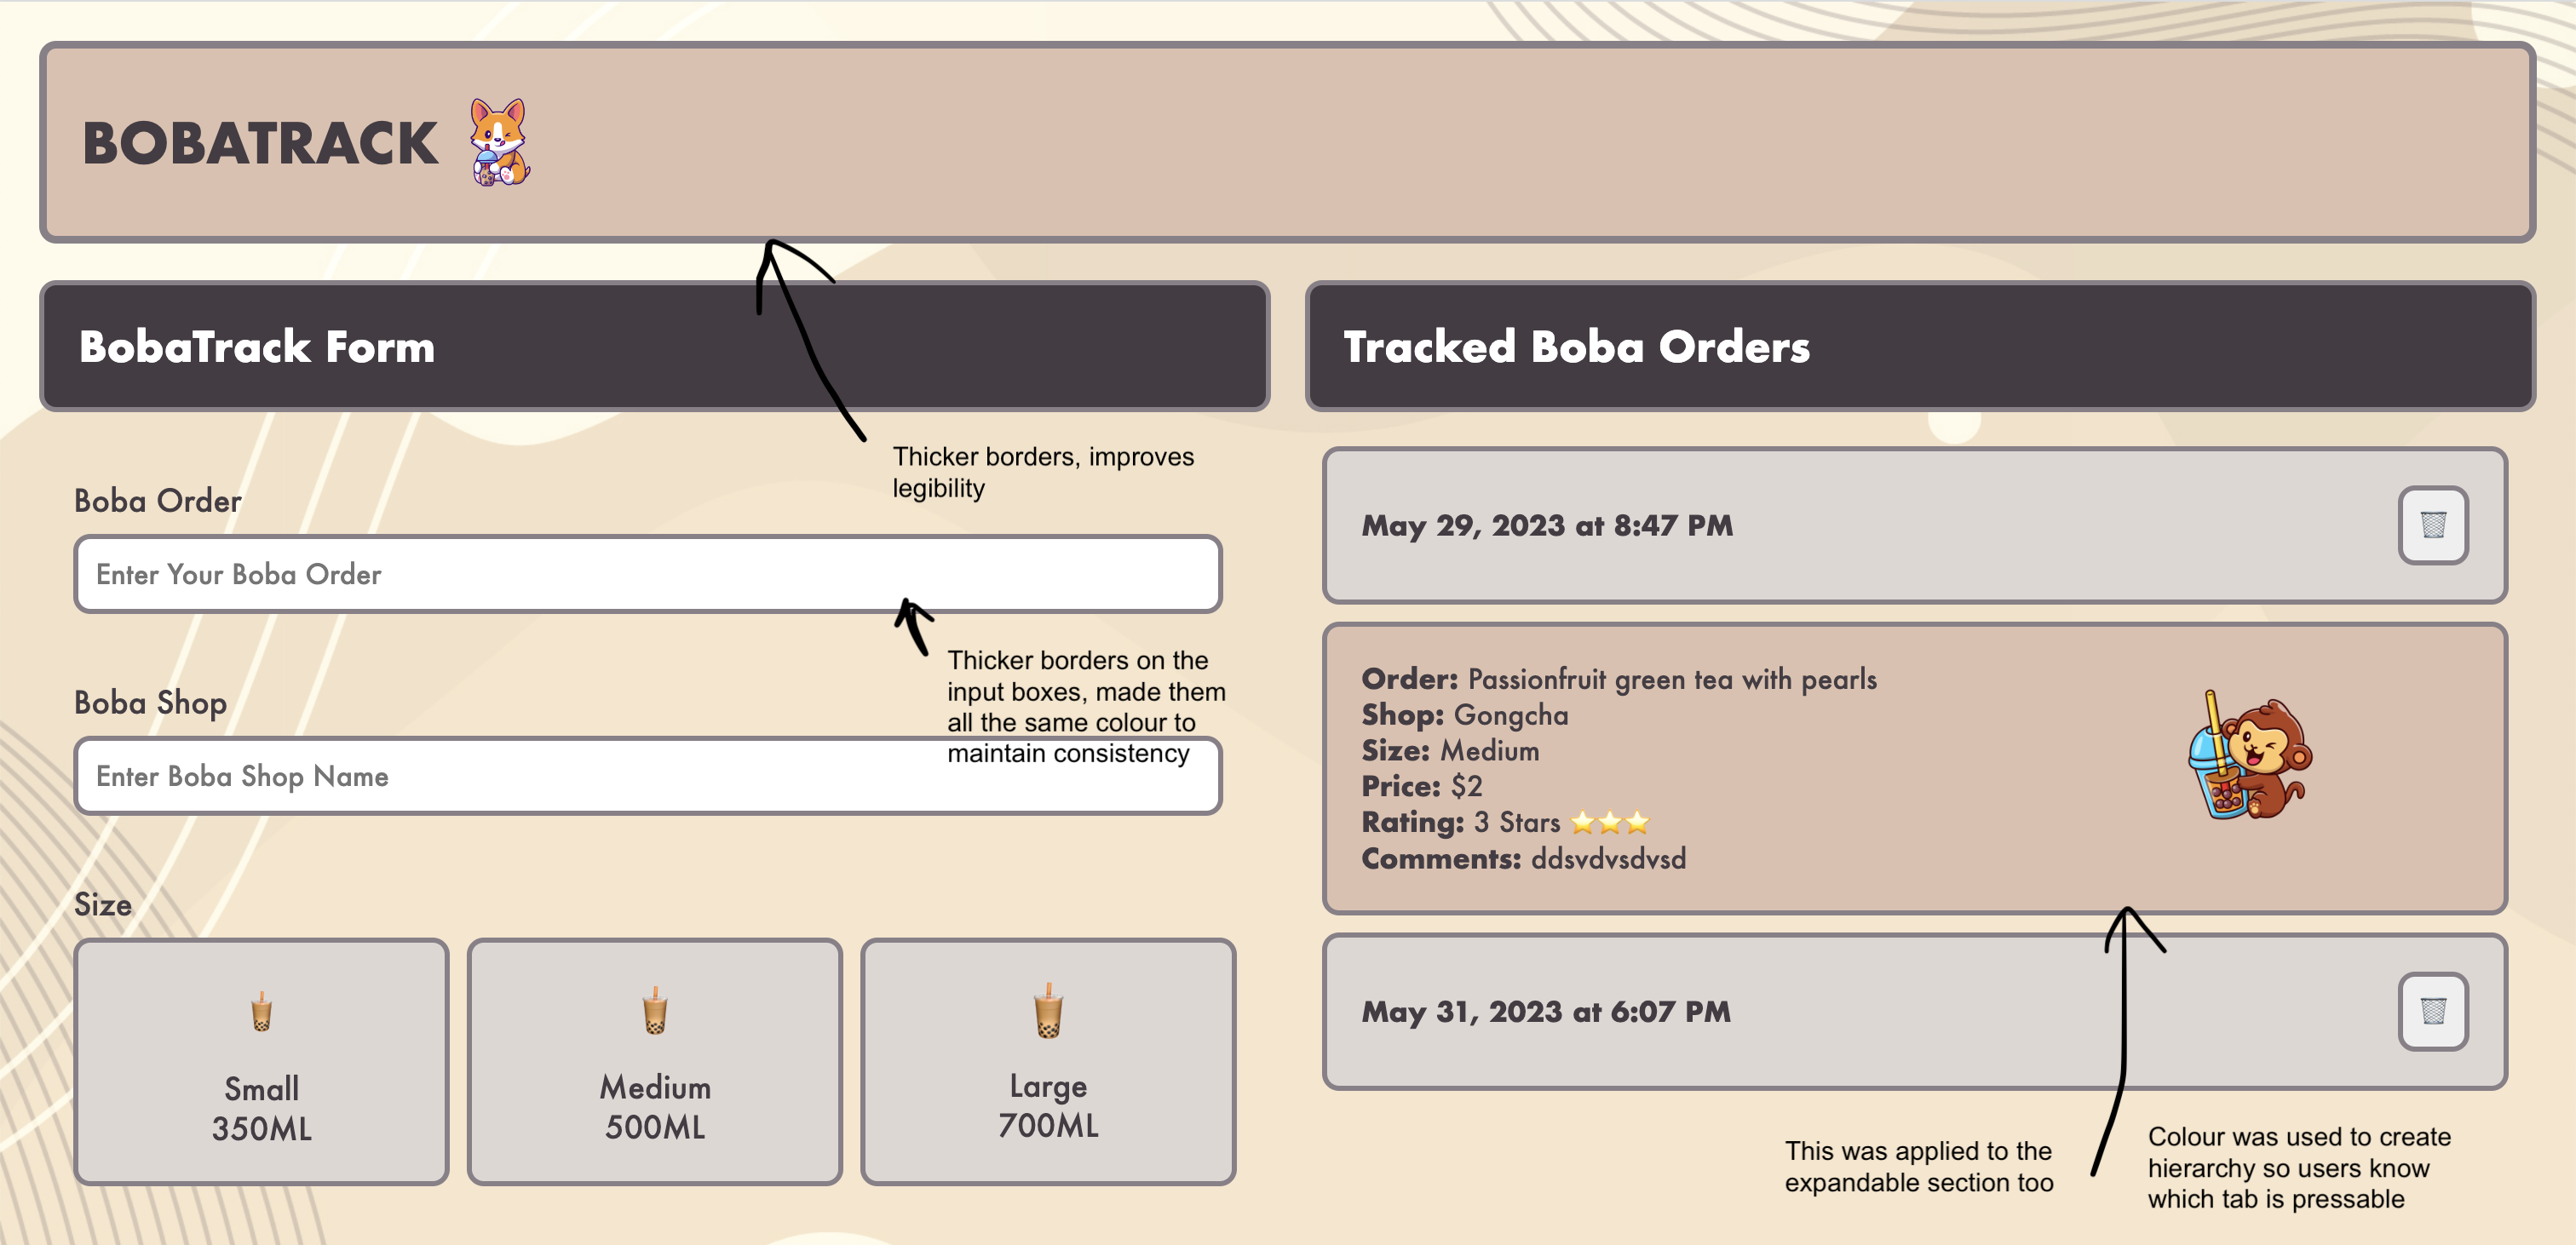 BOBATRACK
BobaTrack Form
Tracked Boba Orders
Thicker borders, improves
legibility
Boba Order
Enter Your Boba Order
Thicker borders on the
input boxes, made them
all the same colour to
maintain consistency
Boba Shop
Enter Boba Shop Name
Size
Small
350ML
Medium
500ML
Large
700ML
May 29, 2023 at 8:47 PM
Order: Passionfruit green tea with pearls
Shop: Gongcha
Size: Medium
Price: $2
Rating: 3 Stars ⭐⭐⭐
Comments: ddsvdvsdvsd
May 31, 2023 at 6:07 PM
This was applied to the
expandable section too
Colour was used to create
hierarchy so users know
which tab is pressable